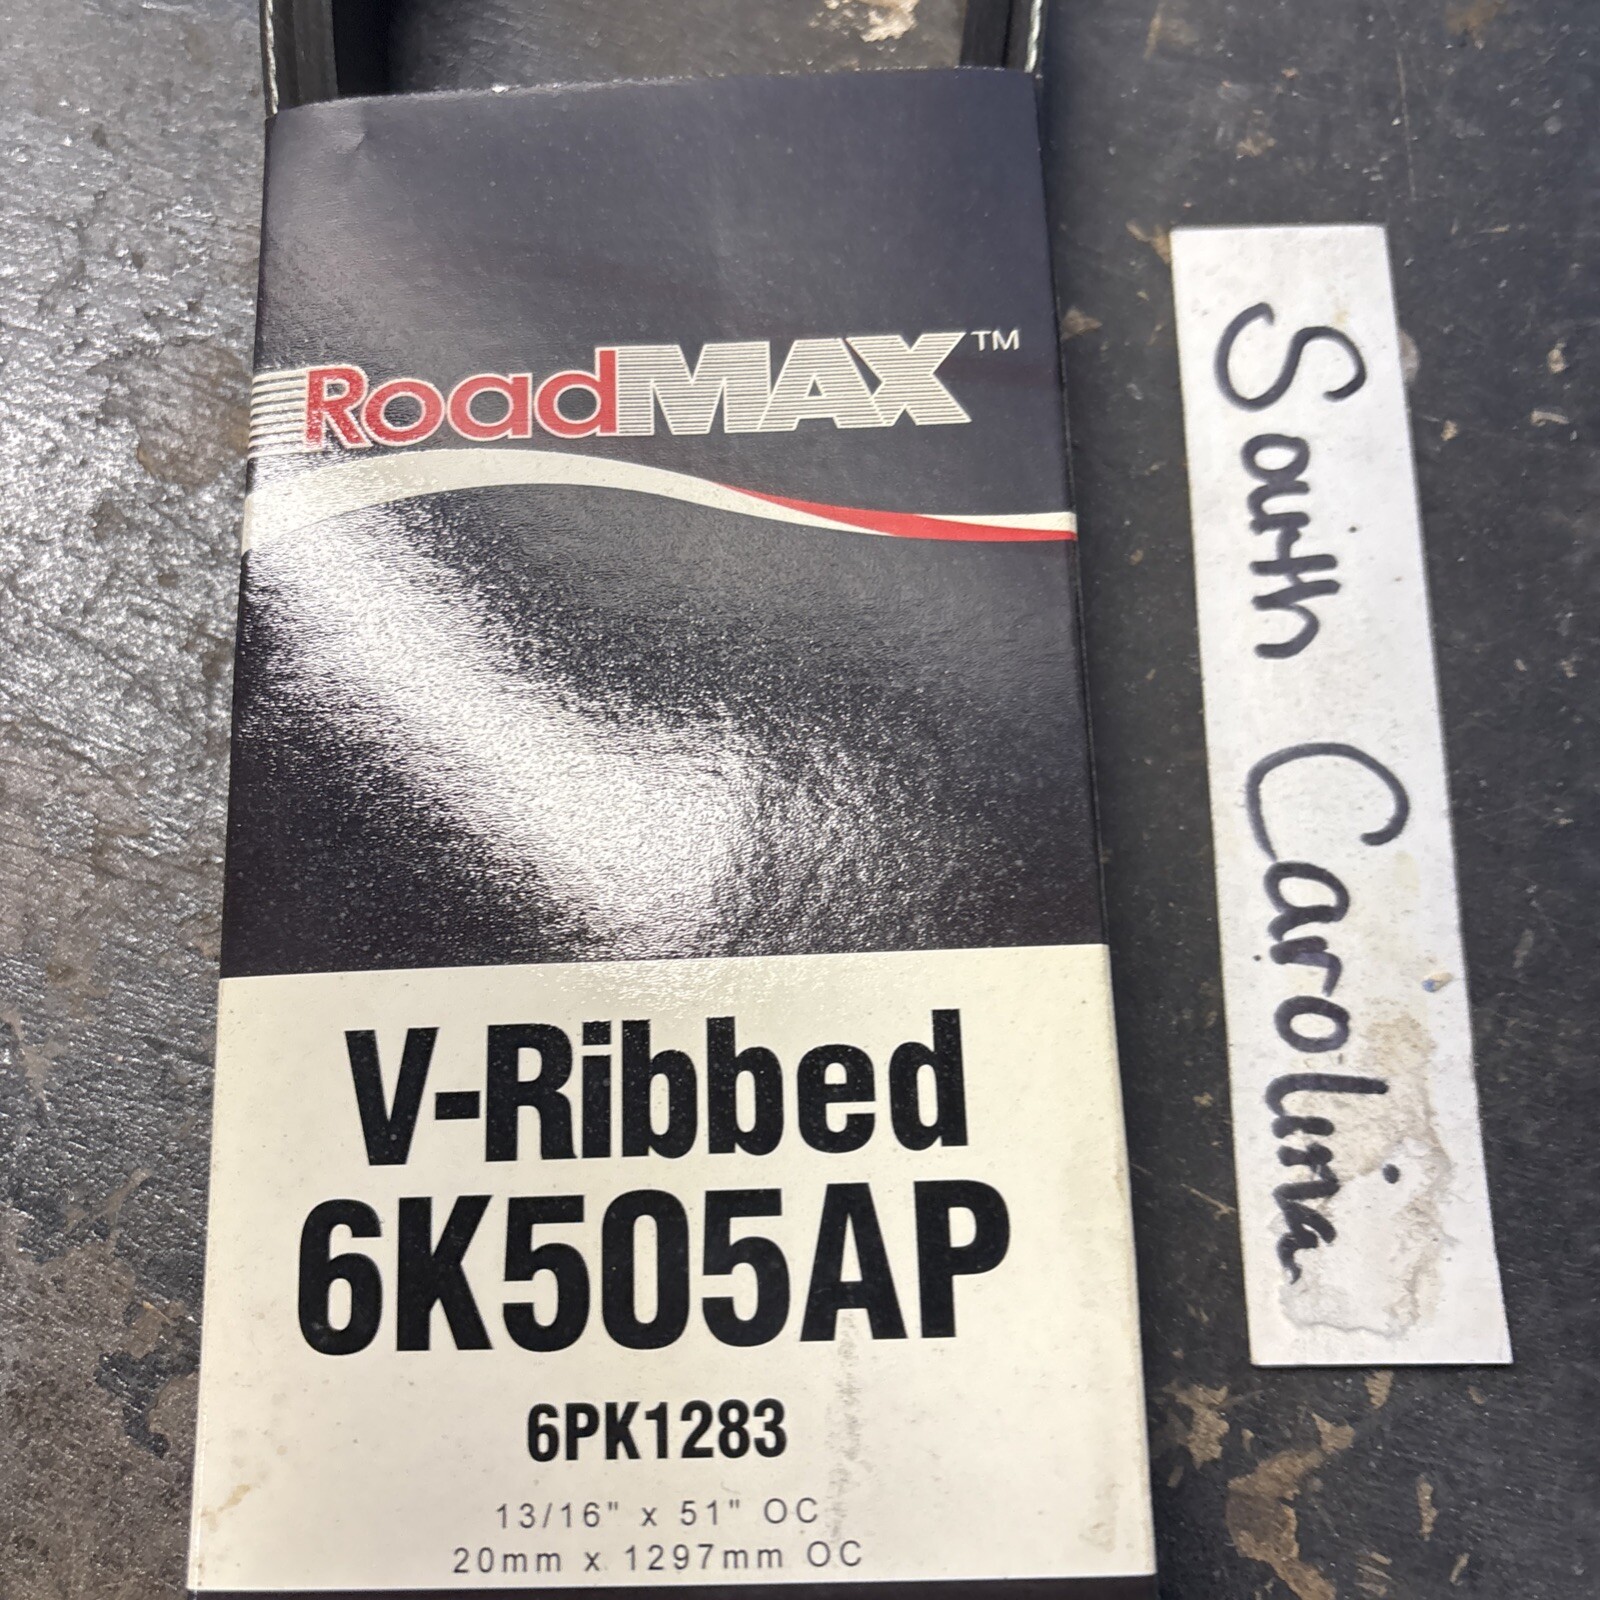 RoadMAX™
V-Ribbed
6K505AP
6PK1283
13/16" x 51" OC
20mm x 1297mm OC
South Carolina